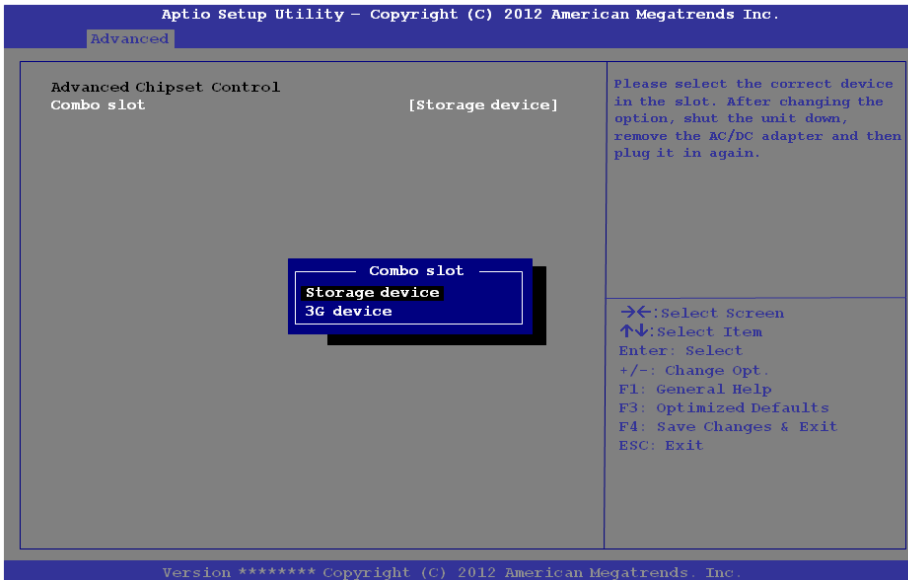 Aptio Setup Utility – Copyright (C) 2012 American Megatrends Inc.
Advanced
Advanced Chipset Control
Combo slot [Storage device]
Combo slot
Storage device
3G device
Please select the correct device
in the slot. After changing the
option, shut the unit down,
remove the AC/DC adapter and then
plug it in again.
→←:Select Screen
↑↓:Select Item
Enter: Select
+/-: Change Opt.
F1: General Help
F3: Optimized Defaults
F4: Save Changes & Exit
ESC: Exit
Version ******** Copyright (C) 2012 American Megatrends. Inc.